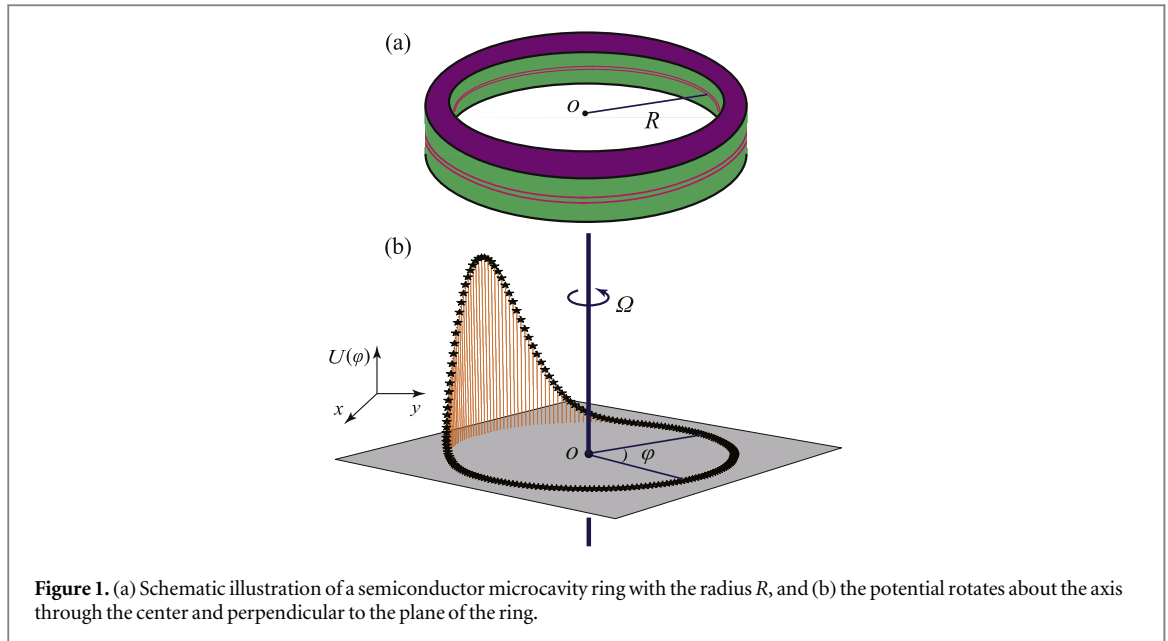 (a)
o
R
(b)
Ω
U(φ)
x
y
o
φ
Figure 1. (a) Schematic illustration of a semiconductor microcavity ring with the radius R, and (b) the potential rotates about the axis
through the center and perpendicular to the plane of the ring.